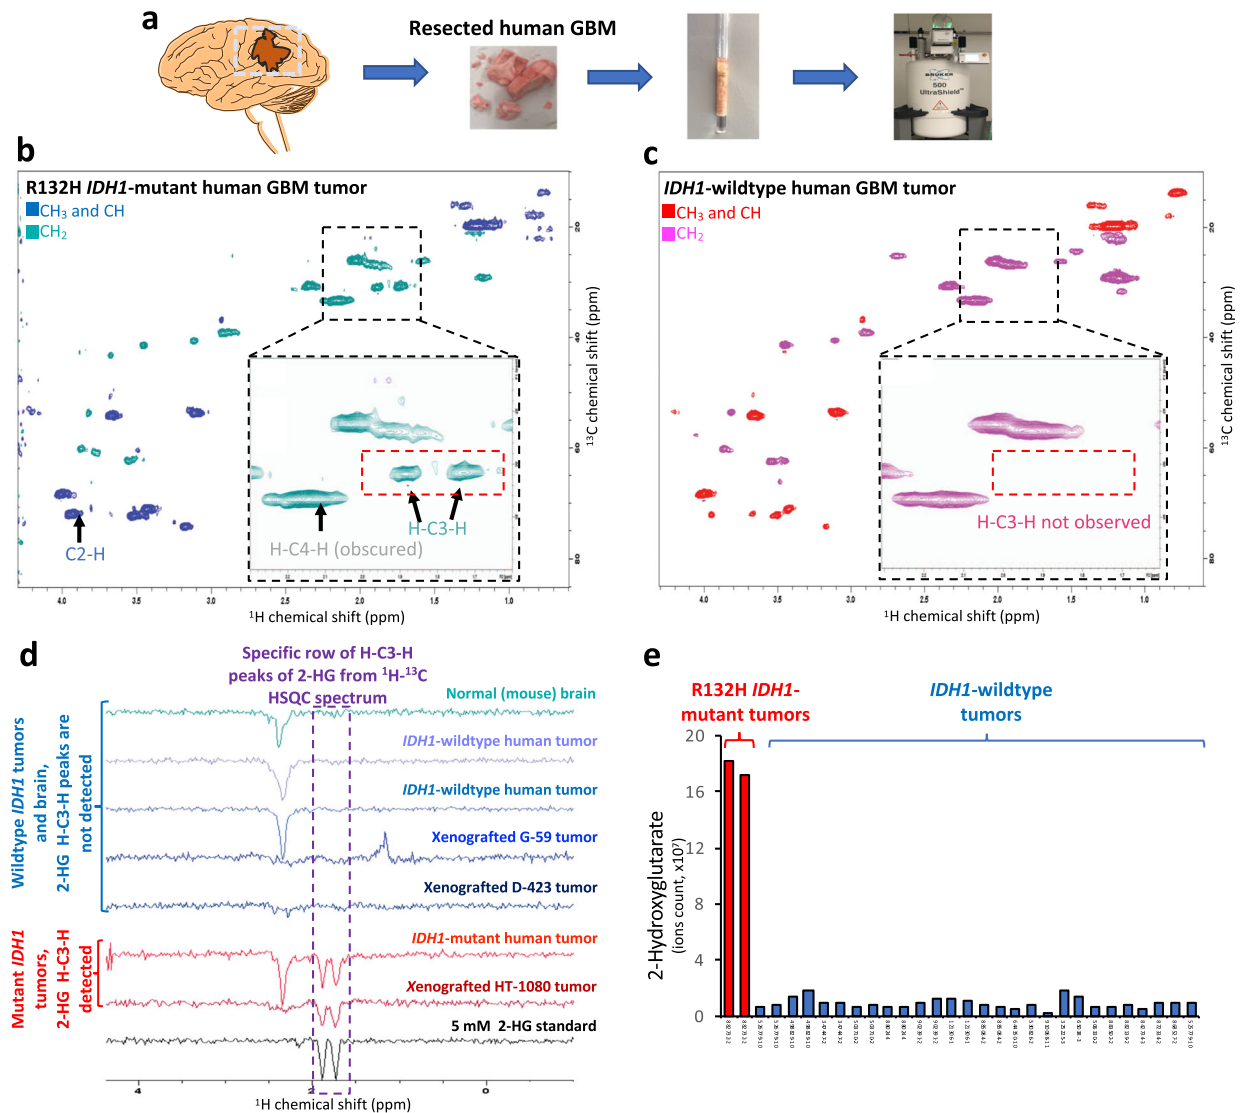 a
Resected human GBM
BRUKER
500
UltraShield™
b
R132H IDH1-mutant human GBM tumor
CH3 and CH
CH2
C2-H
H-C4-H (obscured)
H-C3-H
20
40
60
80
13C chemical shift (ppm)
4.0
3.5
3.0
2.5
2.0
1.5
1.0
1H chemical shift (ppm)
c
IDH1-wildtype human GBM tumor
CH3 and CH
CH2
H-C3-H not observed
20
40
60
80
13C chemical shift (ppm)
4.0
3.5
3.0
2.5
2.0
1.5
1.0
1H chemical shift (ppm)
d
Specific row of H-C3-H
peaks of 2-HG from 1H-13C
HSQC spectrum
Wildtype IDH1 tumors
and brain,
2-HG H-C3-H peaks are
not detected
Normal (mouse) brain
IDH1-wildtype human tumor
IDH1-wildtype human tumor
Xenografted G-59 tumor
Xenografted D-423 tumor
Mutant IDH1
tumors,
2-HG H-C3-H
detected
IDH1-mutant human tumor
Xenografted HT-1080 tumor
5 mM 2-HG standard
4
2
0
1H chemical shift (ppm)
e
R132H IDH1-
mutant tumors
IDH1-wildtype
tumors
2-Hydroxyglutarate
(ions count, x10⁷)
20
16
12
8
4
0